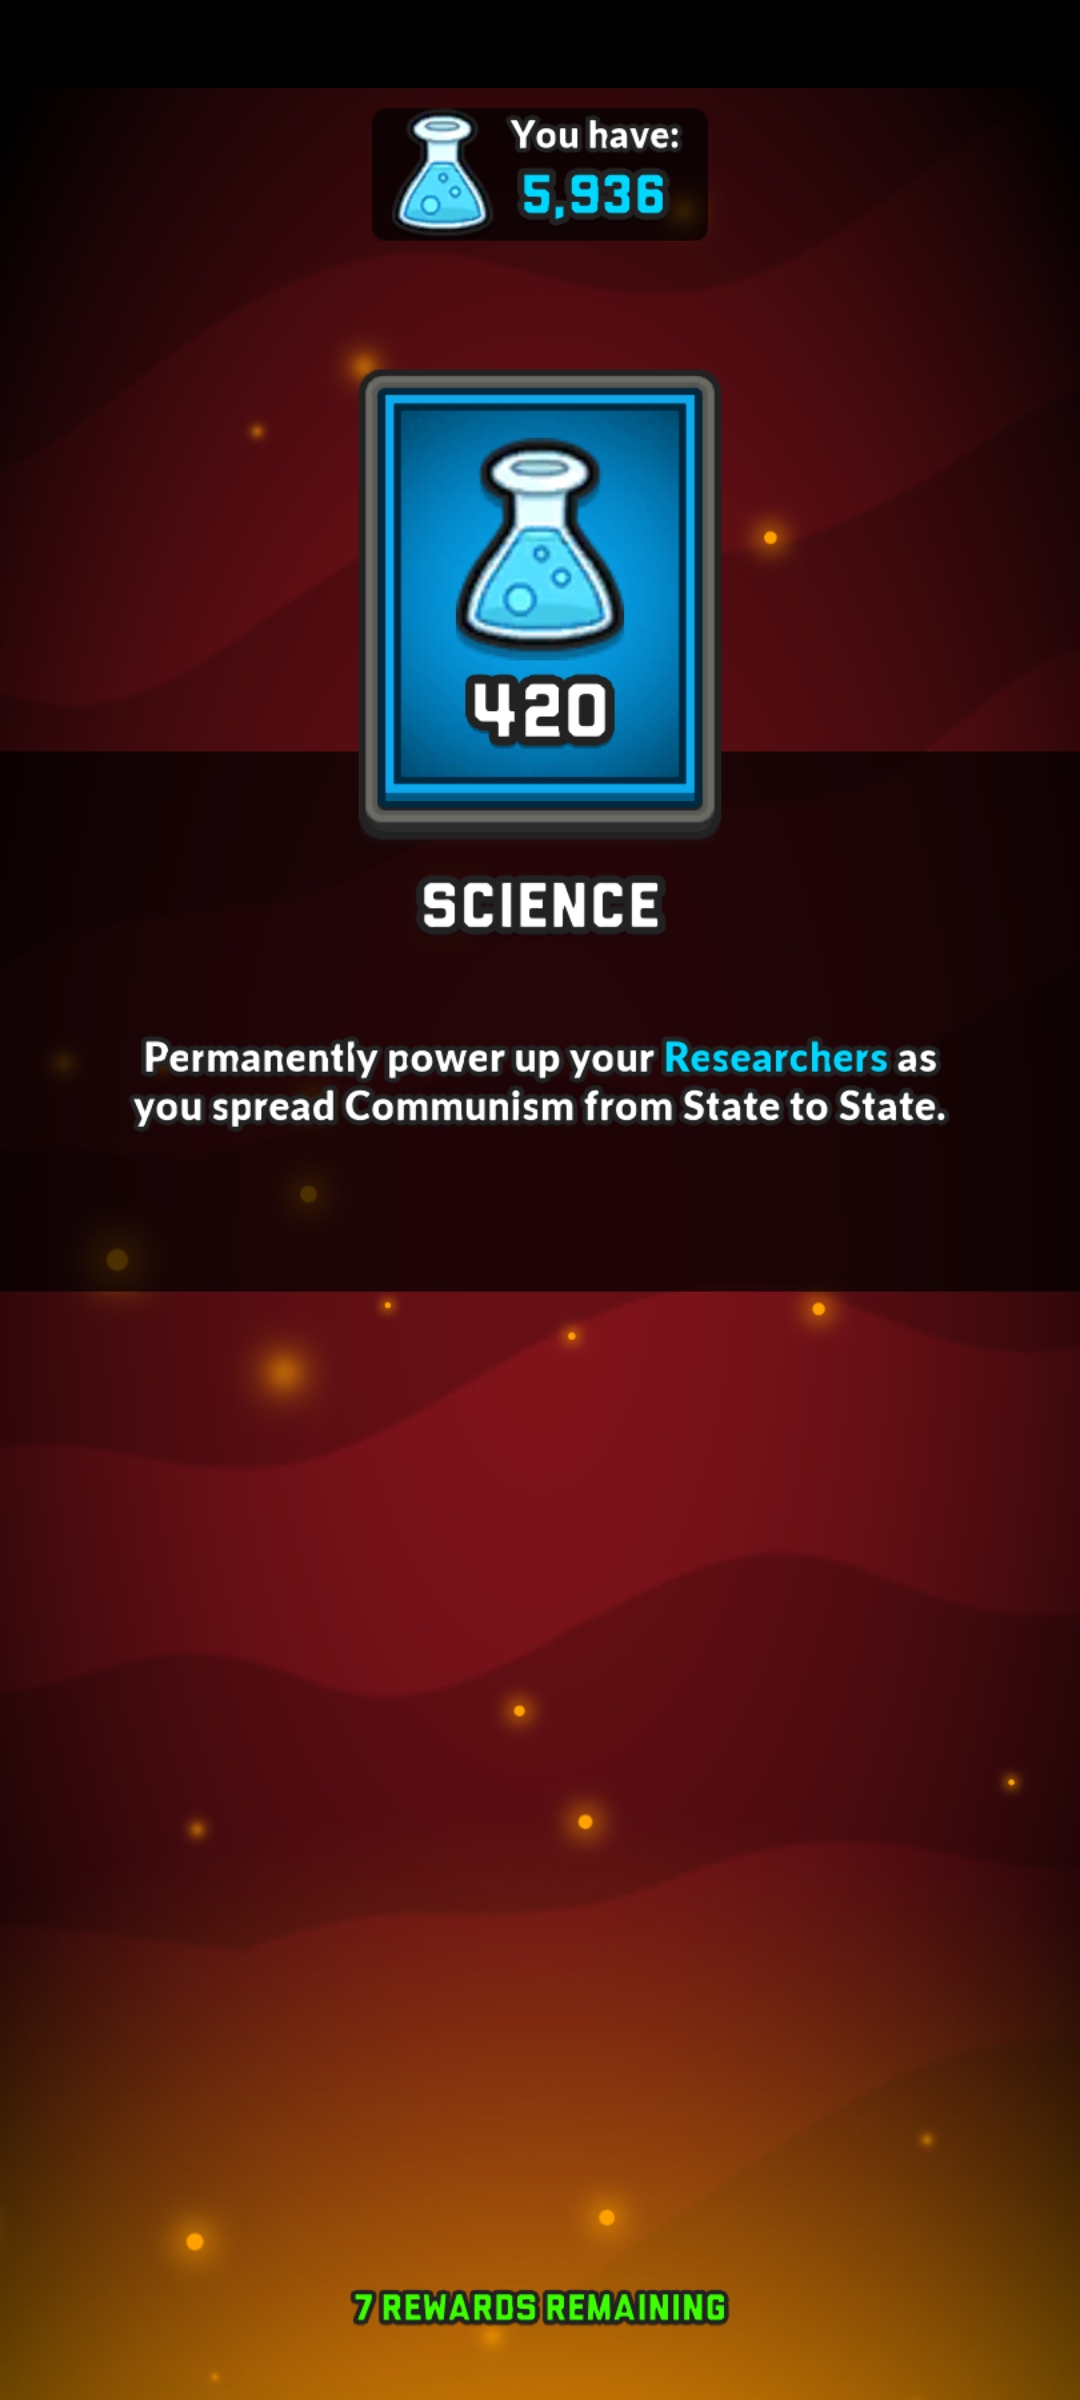 You have:
5,936
420
SCIENCE
Permanently power up your Researchers as
you spread Communism from State to State.
7 REWARDS REMAINING